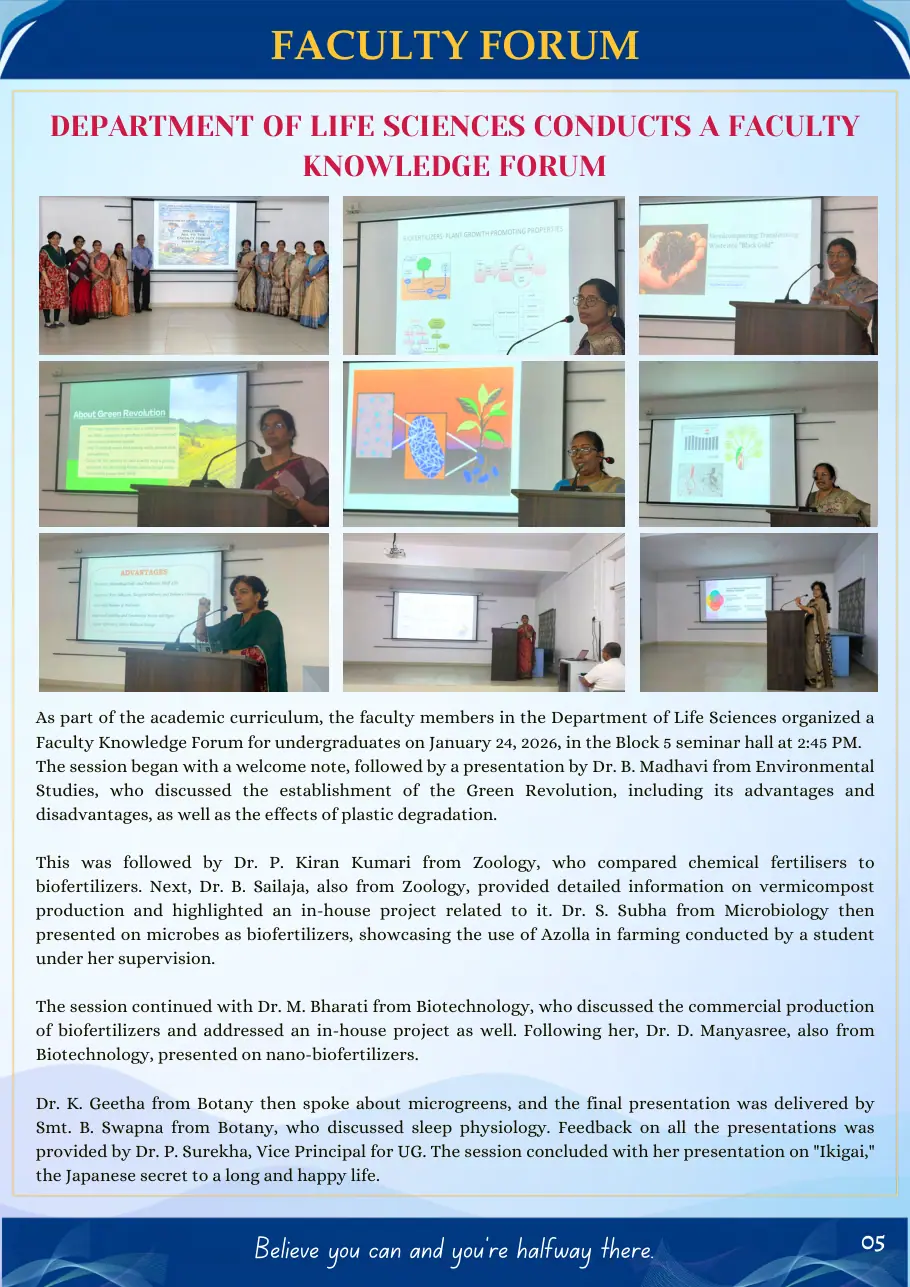 FACULTY FORUM
DEPARTMENT OF LIFE SCIENCES CONDUCTS A FACULTY
KNOWLEDGE FORUM
BIOFERTILIZERS PLANT GROWTH PROMOTING PROPERTIES
Vermicomposting: Transforming
Waste into "Black Gold"
About Green Revolution
ADVANTAGES
As part of the academic curriculum, the faculty members in the Department of Life Sciences organized a
Faculty Knowledge Forum for undergraduates on January 24, 2026, in the Block 5 seminar hall at 2:45 PM.
The session began with a welcome note, followed by a presentation by Dr. B. Madhavi from Environmental
Studies, who discussed the establishment of the Green Revolution, including its advantages and
disadvantages, as well as the effects of plastic degradation.
This was followed by Dr. P. Kiran Kumari from Zoology, who compared chemical fertilisers to
biofertilizers. Next, Dr. B. Sailaja, also from Zoology, provided detailed information on vermicompost
production and highlighted an in-house project related to it. Dr. S. Subha from Microbiology then
presented on microbes as biofertilizers, showcasing the use of Azolla in farming conducted by a student
under her supervision.
The session continued with Dr. M. Bharati from Biotechnology, who discussed the commercial production
of biofertilizers and addressed an in-house project as well. Following her, Dr. D. Manyasree, also from
Biotechnology, presented on nano-biofertilizers.
Dr. K. Geetha from Botany then spoke about microgreens, and the final presentation was delivered by
Smt. B. Swapna from Botany, who discussed sleep physiology. Feedback on all the presentations was
provided by Dr. P. Surekha, Vice Principal for UG. The session concluded with her presentation on "Ikigai,"
the Japanese secret to a long and happy life.
Believe you can and you're halfway there.
05